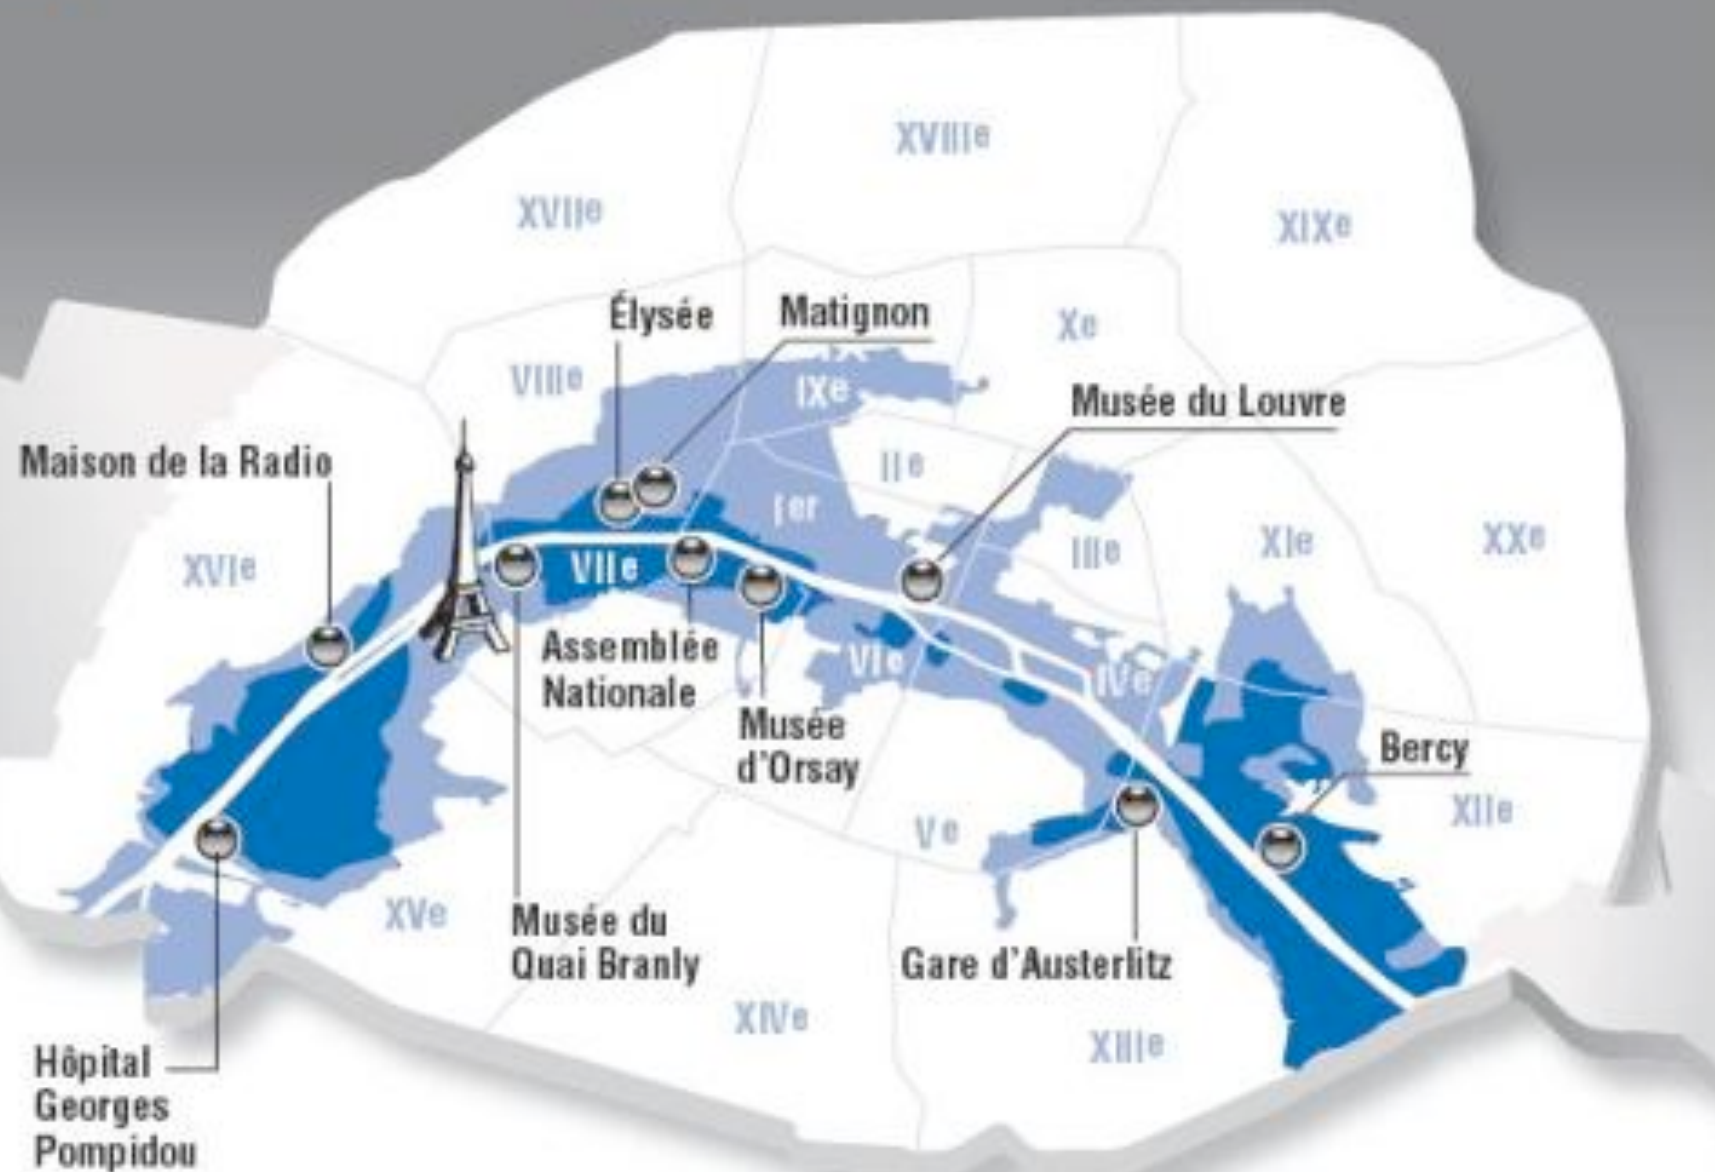 XVIIIe
XVIIe
XIXe
Élysée
Matignon
Xe
VIIIe
IXe
Musée du Louvre
Maison de la Radio
IIe
Ier
XVIe
VIIe
IIIe
XIe
XXe
Assemblée
Nationale
VIe
IVe
Musée
d'Orsay
Bercy
XIIe
Ve
XVe
Musée du
Quai Branly
Gare d'Austerlitz
XIVe
XIIIe
Hôpital
Georges
Pompidou